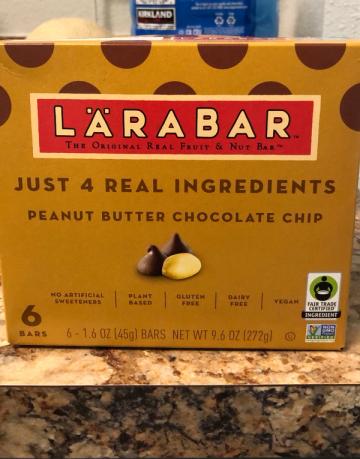 KIRKLAND
LÄRABAR™
THE ORIGINAL REAL FRUIT & NUT BAR™
JUST 4 REAL INGREDIENTS
PEANUT BUTTER CHOCOLATE CHIP
NO ARTIFICIAL SWEETENERS | PLANT BASED | GLUTEN FREE | DAIRY FREE | VEGAN
FAIR TRADE
CERTIFIED
INGREDIENT
6
BARS
6 - 1.6 OZ (45g) BARS NET WT 9.6 OZ (272g)